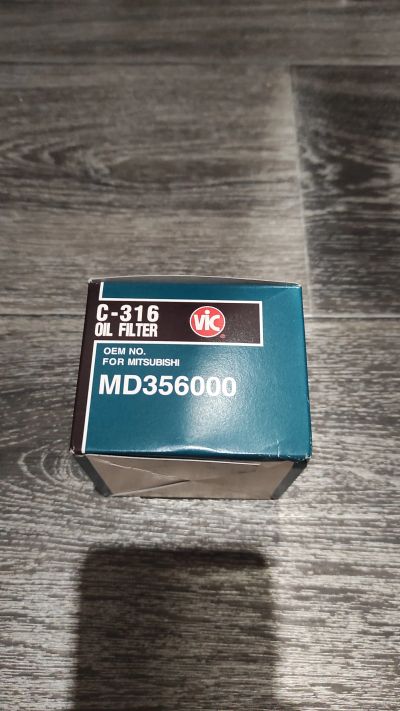 C-316
OIL FILTER
VIC
®
OEM NO.
FOR MITSUBISHI
MD356000